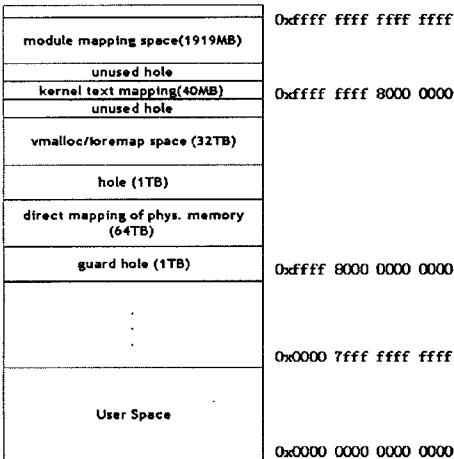 0xffff ffff ffff ffff
module mapping space(1919MB)
unused hole
kernel text mapping(40MB)
0xffff ffff 8000 0000
unused hole
vmalloc/ioremap space (32TB)
hole (1TB)
direct mapping of phys. memory
(64TB)
guard hole (1TB)
0xffff 8000 0000 0000
0x0000 7fff ffff ffff
User Space
0x0000 0000 0000 0000